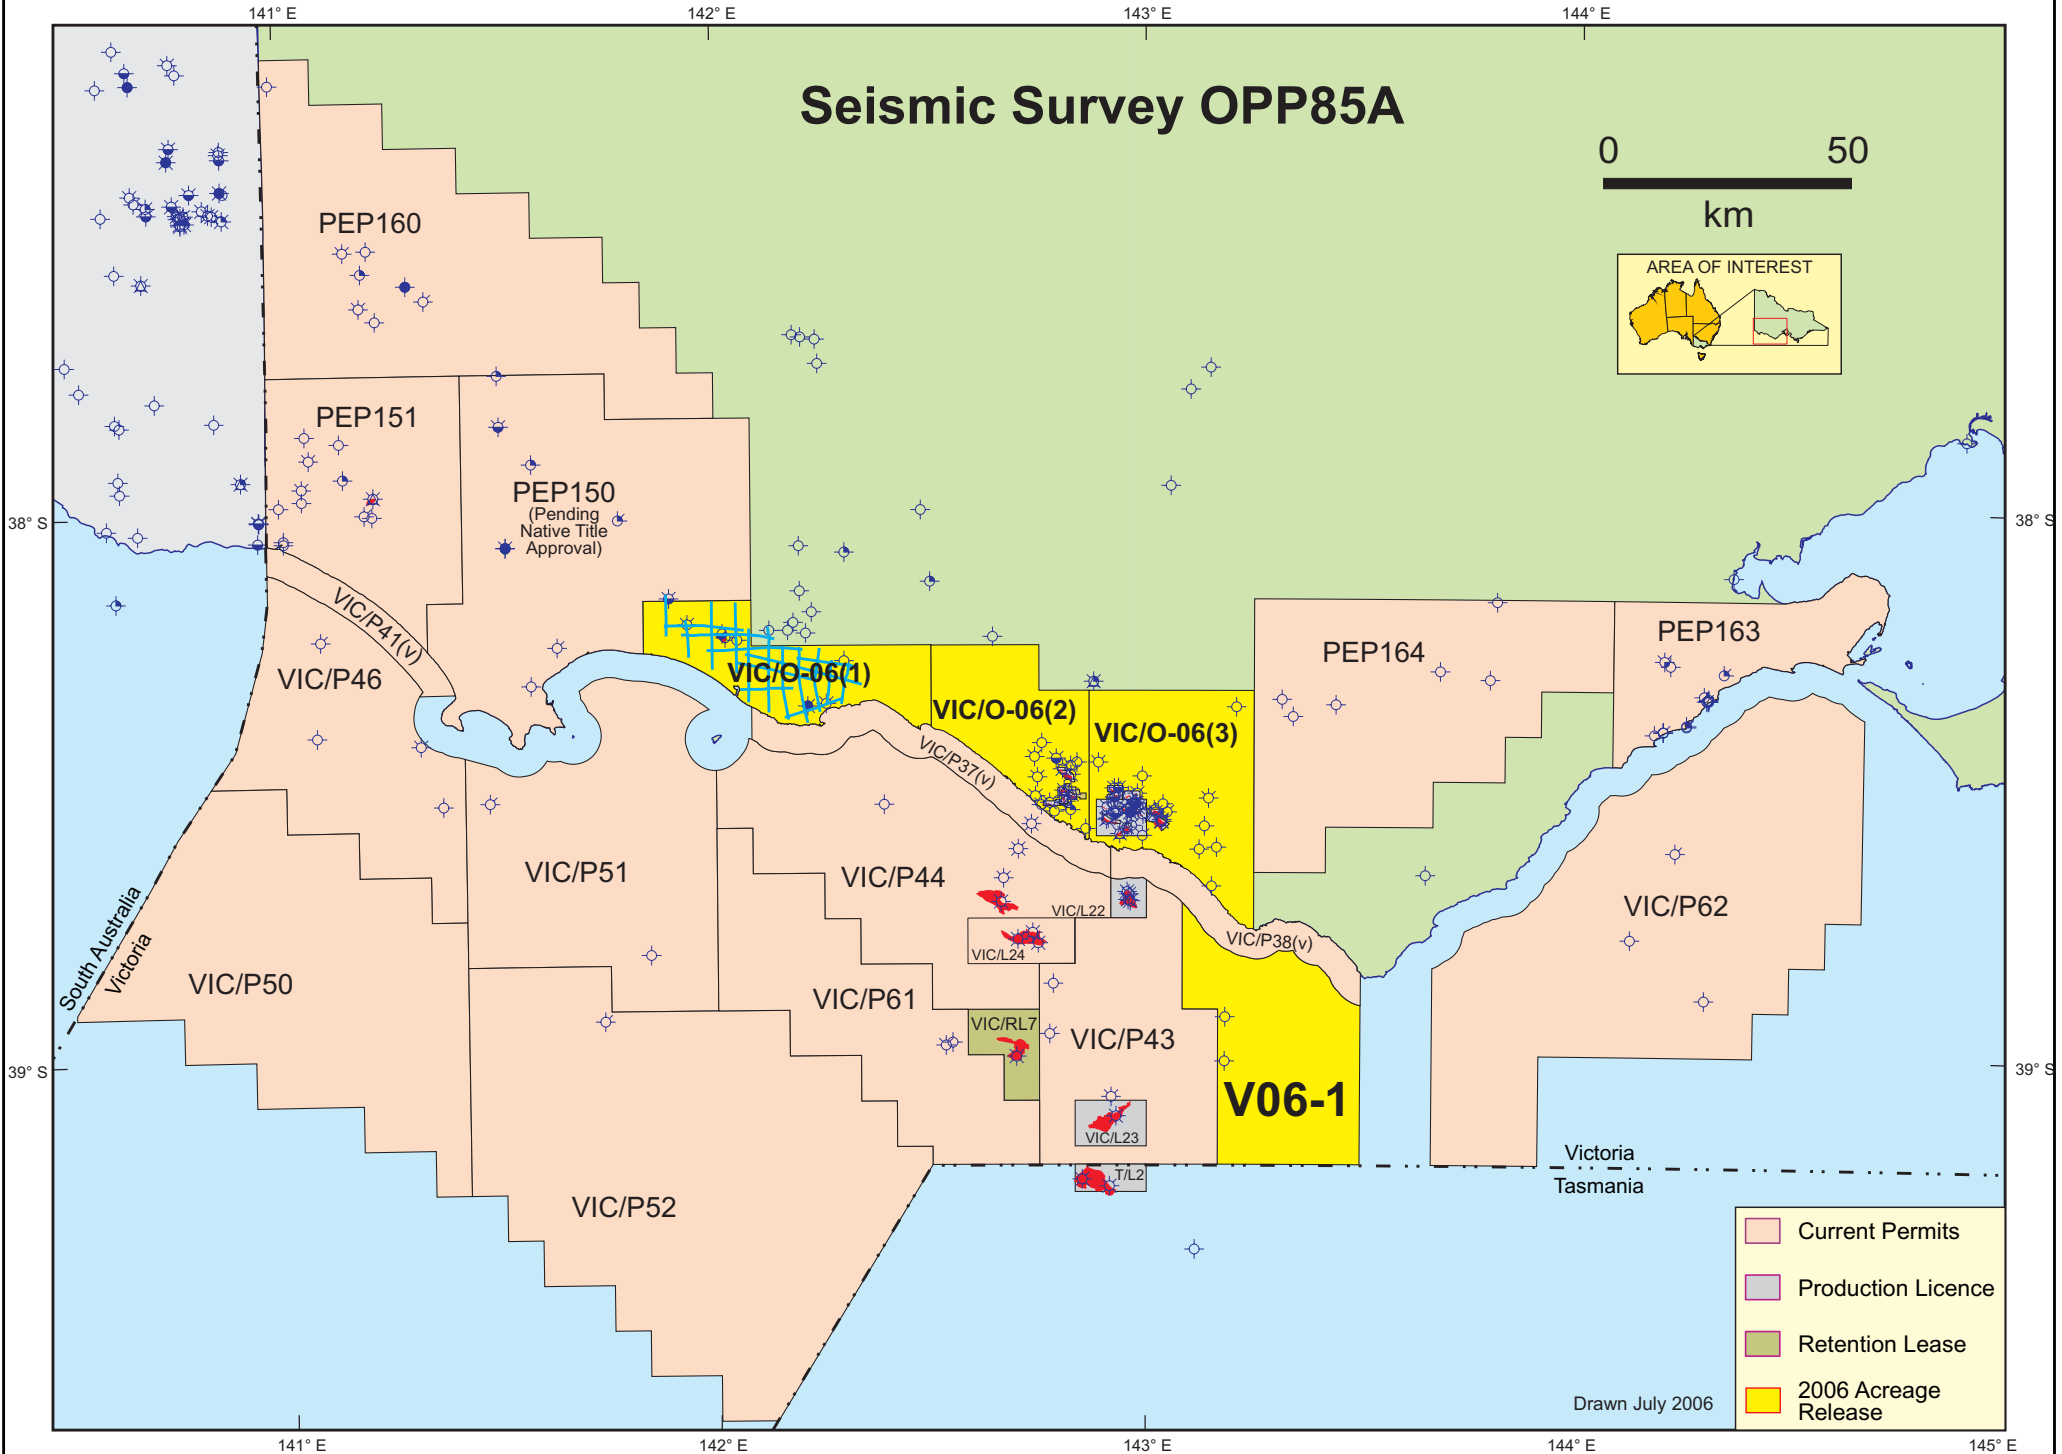 141° E
142° E
143° E
144° E
Seismic Survey OPP85A
0
50
km
AREA OF INTEREST
PEP160
PEP151
PEP150
(Pending
Native Title
Approval)
38° S
38° S
VIC/P41(v)
VIC/P46
VIC/O-06(1)
VIC/O-06(2)
VIC/O-06(3)
PEP164
PEP163
VIC/P37(v)
VIC/P51
VIC/P44
VIC/L22
VIC/L24
VIC/P38(v)
VIC/P62
South Australia
Victoria
VIC/P50
VIC/P61
VIC/RL7
VIC/P43
39° S
39° S
V06-1
VIC/L23
T/L2
Victoria
Tasmania
VIC/P52
Current Permits
Production Licence
Retention Lease
2006 Acreage
Release
Drawn July 2006
141° E
142° E
143° E
144° E
145° E